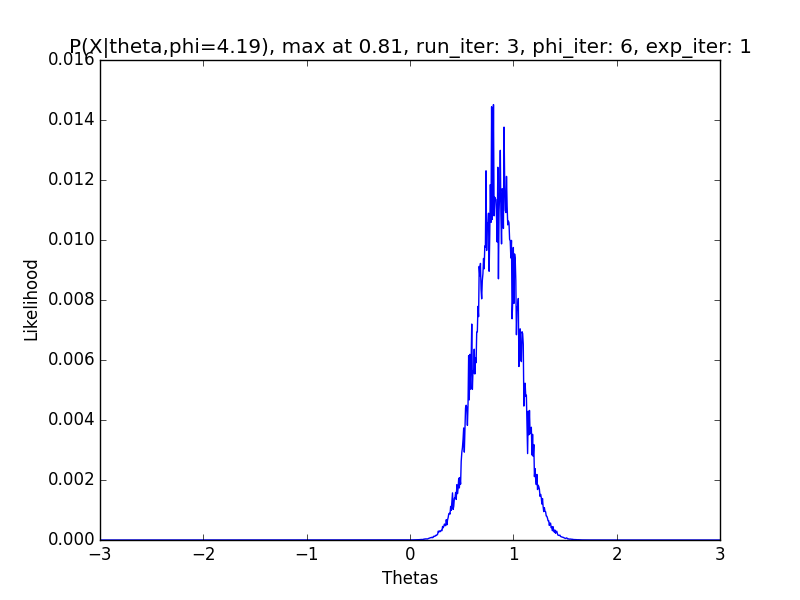 P(X|theta,phi=4.19), max at 0.81, run_iter: 3, phi_iter: 6, exp_iter: 1
0.016
0.014
0.012
0.010
0.008
0.006
0.004
0.002
0.000
Likelihood
−3 −2 −1 0 1 2 3
Thetas